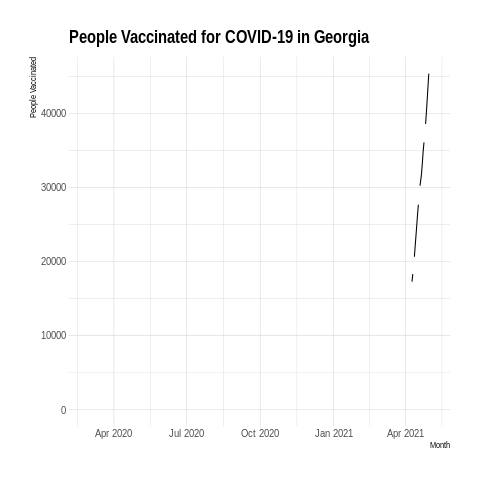 People Vaccinated for COVID-19 in Georgia
People Vaccinated
40000
30000
20000
10000
0
Apr 2020 Jul 2020 Oct 2020 Jan 2021 Apr 2021
Month